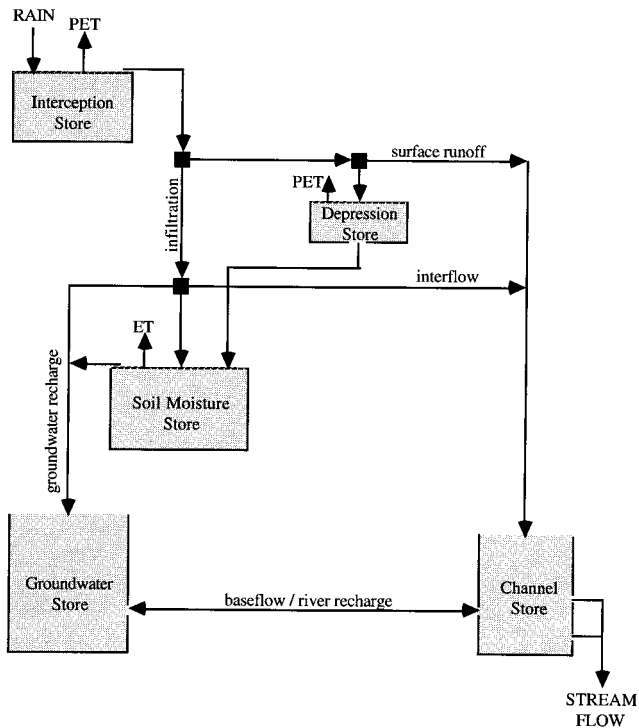 RAIN
PET
Interception
Store
surface runoff
PET
Depression
Store
infiltration
interflow
ET
groundwater recharge
Soil Moisture
Store
Groundwater
Store
baseflow / river recharge
Channel
Store
STREAM
FLOW